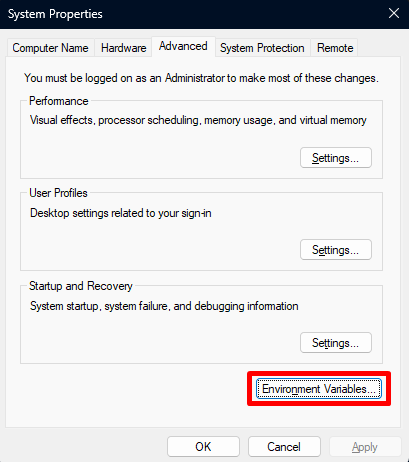 System Properties
Computer Name Hardware Advanced System Protection Remote
You must be logged on as an Administrator to make most of these changes.
Performance
Visual effects, processor scheduling, memory usage, and virtual memory
Settings...
User Profiles
Desktop settings related to your sign-in
Settings...
Startup and Recovery
System startup, system failure, and debugging information
Settings...
Environment Variables...
OK Cancel Apply